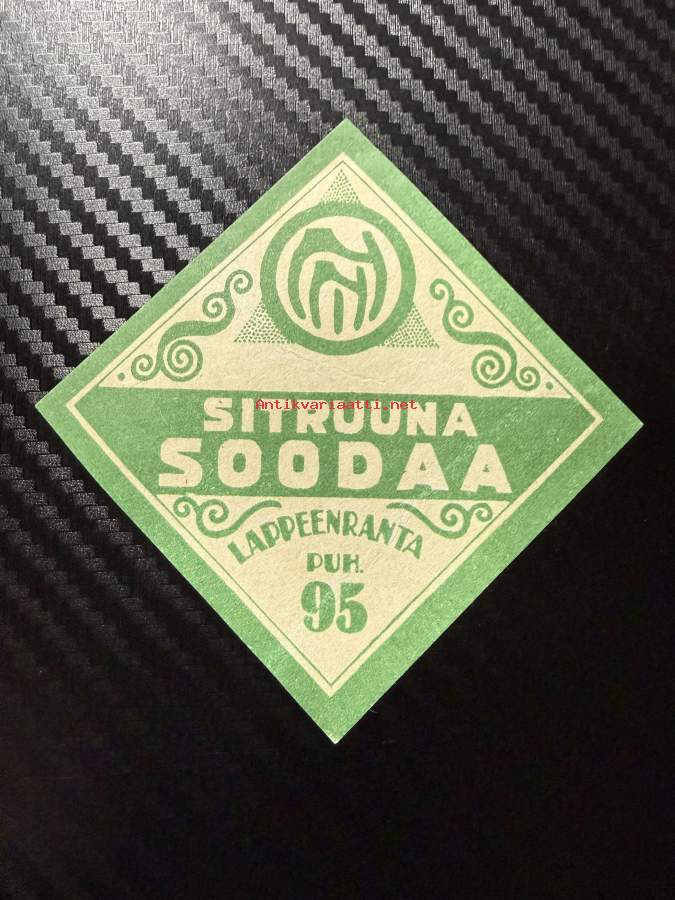 Antikvariaatti.net
SITRUUNA
SOODAA
LAPPEENRANTA
PUH.
95